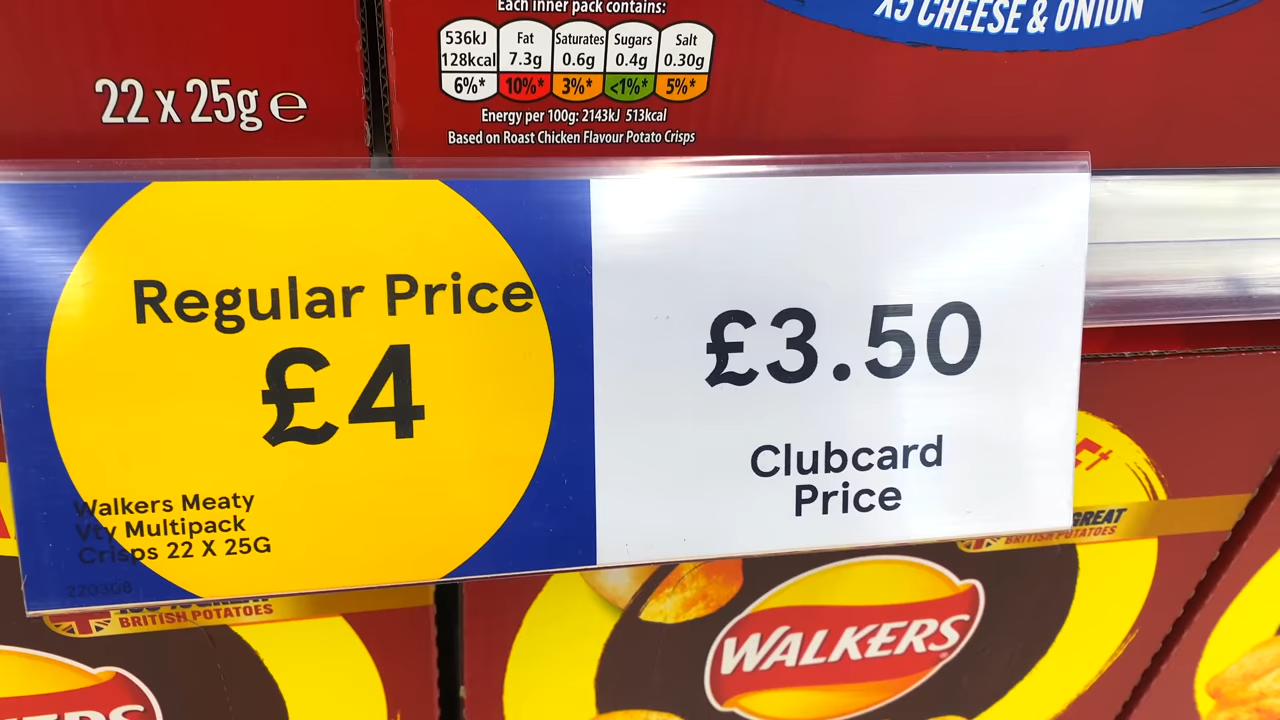 Each inner pack contains:
X5 CHEESE & ONION
536kJ
128kcal
6%*
Fat
7.3g
10%*
Saturates
0.6g
3%*
Sugars
0.4g
<1%*
Salt
0.30g
5%*
22 x 25g e
Energy per 100g: 2143kJ 513kcal
Based on Roast Chicken Flavour Potato Crisps
Regular Price
£4
Walkers Meaty
Vty Multipack
Crisps 22 X 25G
220308
£3.50
Clubcard
Price
GREAT
BRITISH POTATOES
BRITISH POTATOES
WALKERS